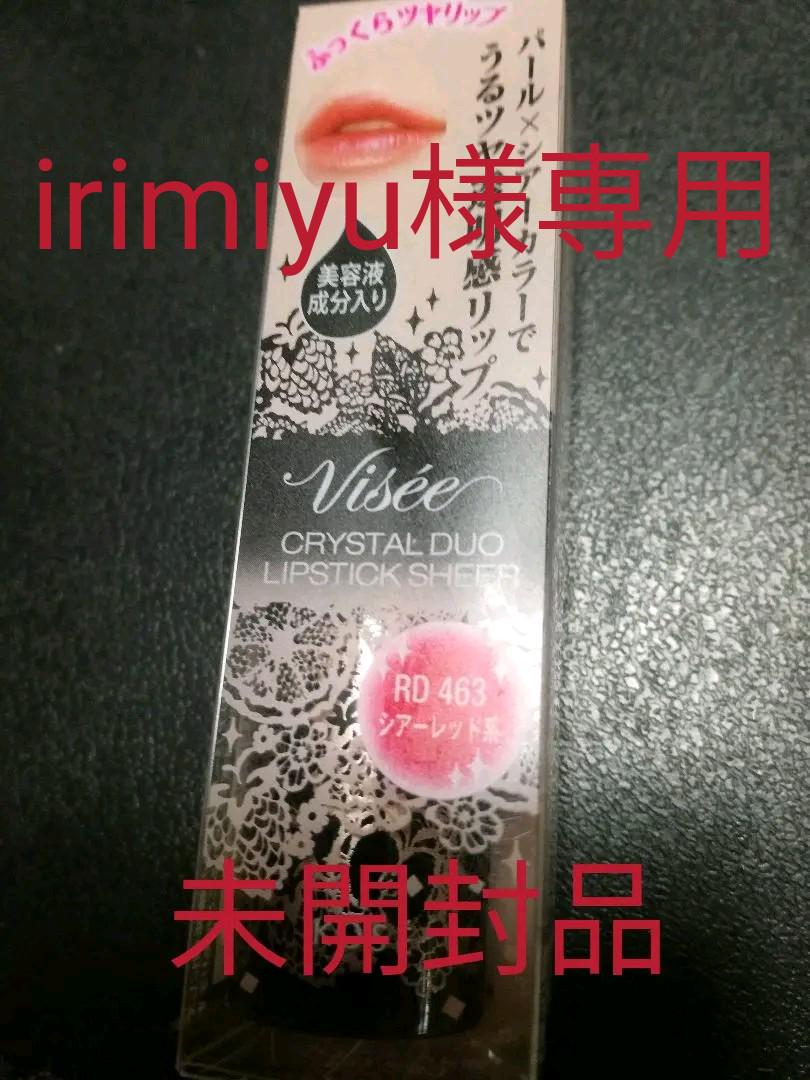 ふっくらツヤリップ
パール×シアーカラーで
うるツヤ
感リップ
irimiyu様専用
美容液
成分入り
Visée
CRYSTAL DUO
LIPSTICK SHEER
RD 463
シアーレッド系
未開封品